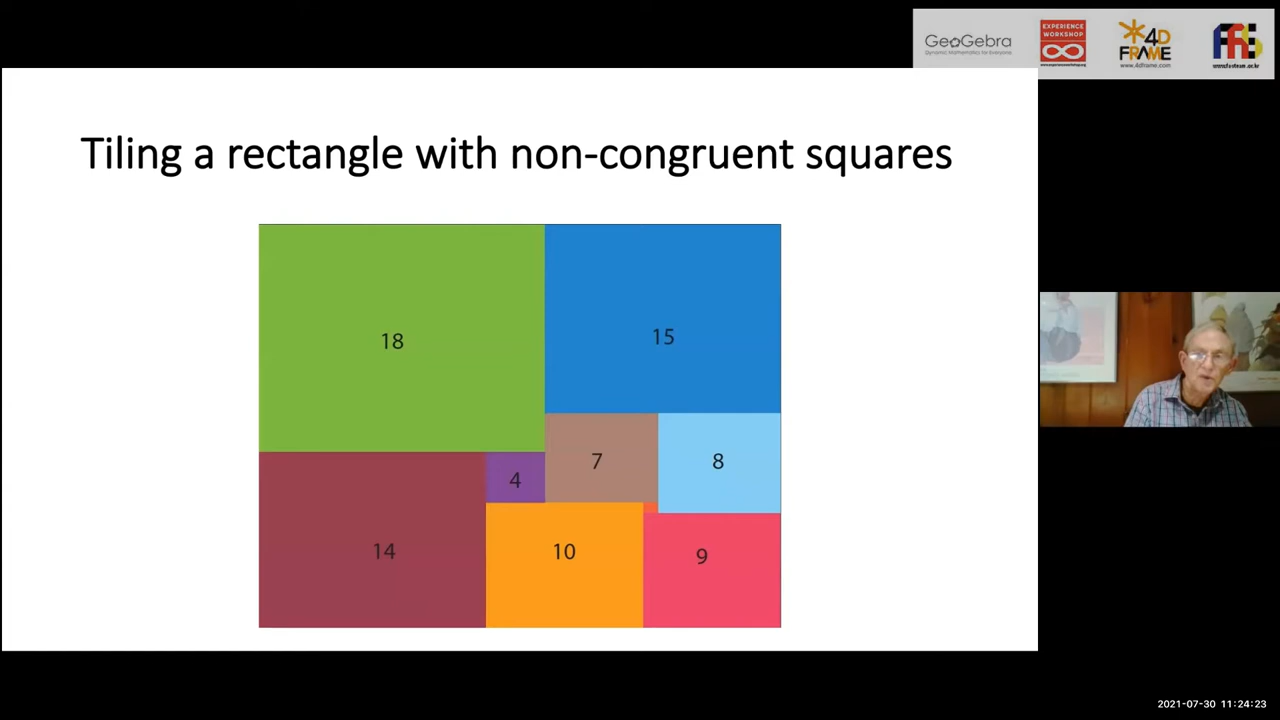 GeoGebra
Dynamic Mathematics for Everyone
EXPERIENCE
WORKSHOP
4D
FRAME
www.4dframe.com
Tiling a rectangle with non-congruent squares
18
15
7
8
4
14
10
9
2021-07-30 11:24:23